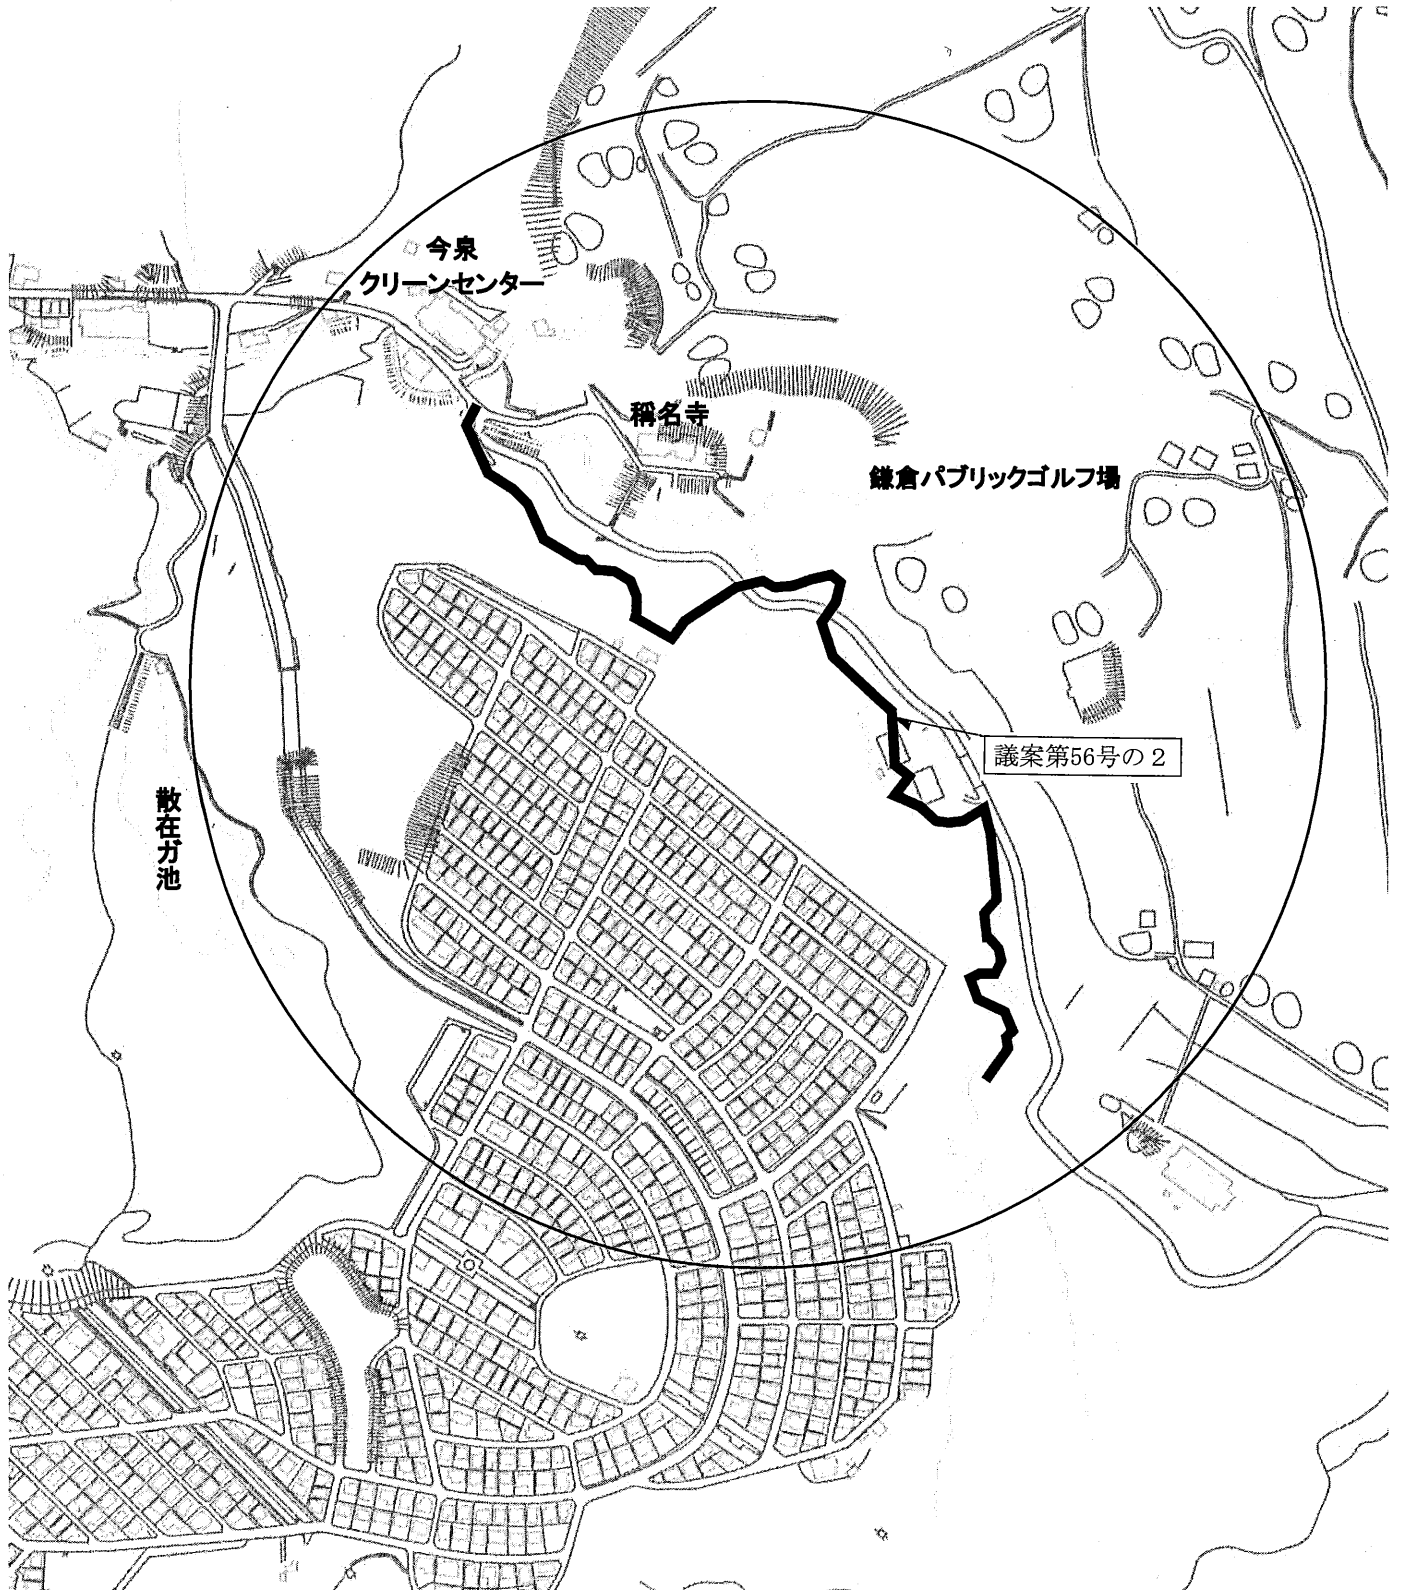 今泉
クリーンセンター
稱名寺
鎌倉パブリックゴルフ場
議案第56号の2
散在ガ池